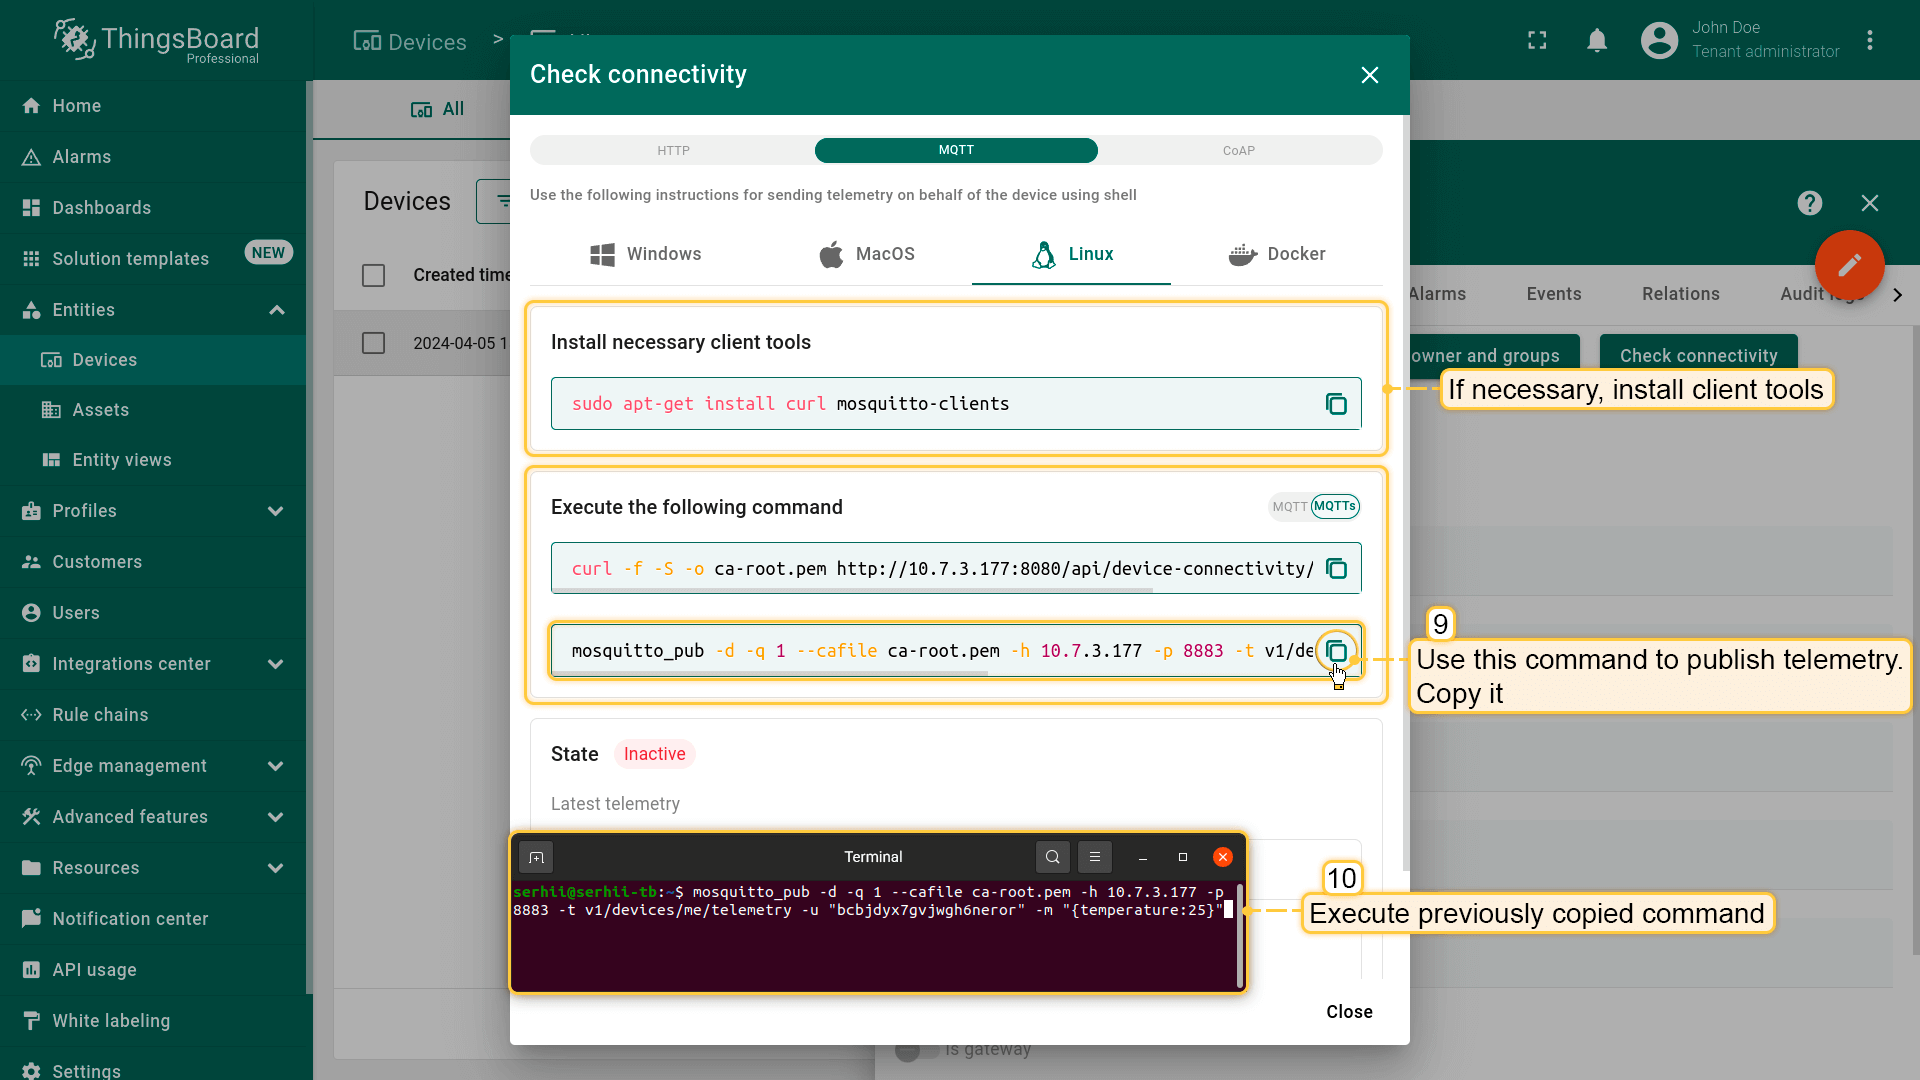 ThingsBoard
Professional
Devices >
John Doe
Tenant administrator
Home
Alarms
Dashboards
Solution templates NEW
Entities
Devices
Assets
Entity views
Profiles
Customers
Users
Integrations center
Rule chains
Edge management
Advanced features
Resources
Notification center
API usage
White labeling
Settings
All
Devices
Created time
2024-04-05 1
Check connectivity
HTTP MQTT CoAP
Use the following instructions for sending telemetry on behalf of the device using shell
Windows MacOS Linux Docker
Install necessary client tools
sudo apt-get install curl mosquitto-clients
Execute the following command
MQTT MQTTs
curl -f -S -o ca-root.pem http://10.7.3.177:8080/api/device-connectivity/
mosquitto_pub -d -q 1 --cafile ca-root.pem -h 10.7.3.177 -p 8883 -t v1/de
State Inactive
Latest telemetry
Terminal
serhii@serhii-tb:~$ mosquitto_pub -d -q 1 --cafile ca-root.pem -h 10.7.3.177 -p
8883 -t v1/devices/me/telemetry -u "bcbjdyx7gvjwgh6neror" -m "{temperature:25}"
Close
Alarms Events Relations Audit logs
owner and groups Check connectivity
If necessary, install client tools
9
Use this command to publish telemetry.
Copy it
10
Execute previously copied command
Is gateway